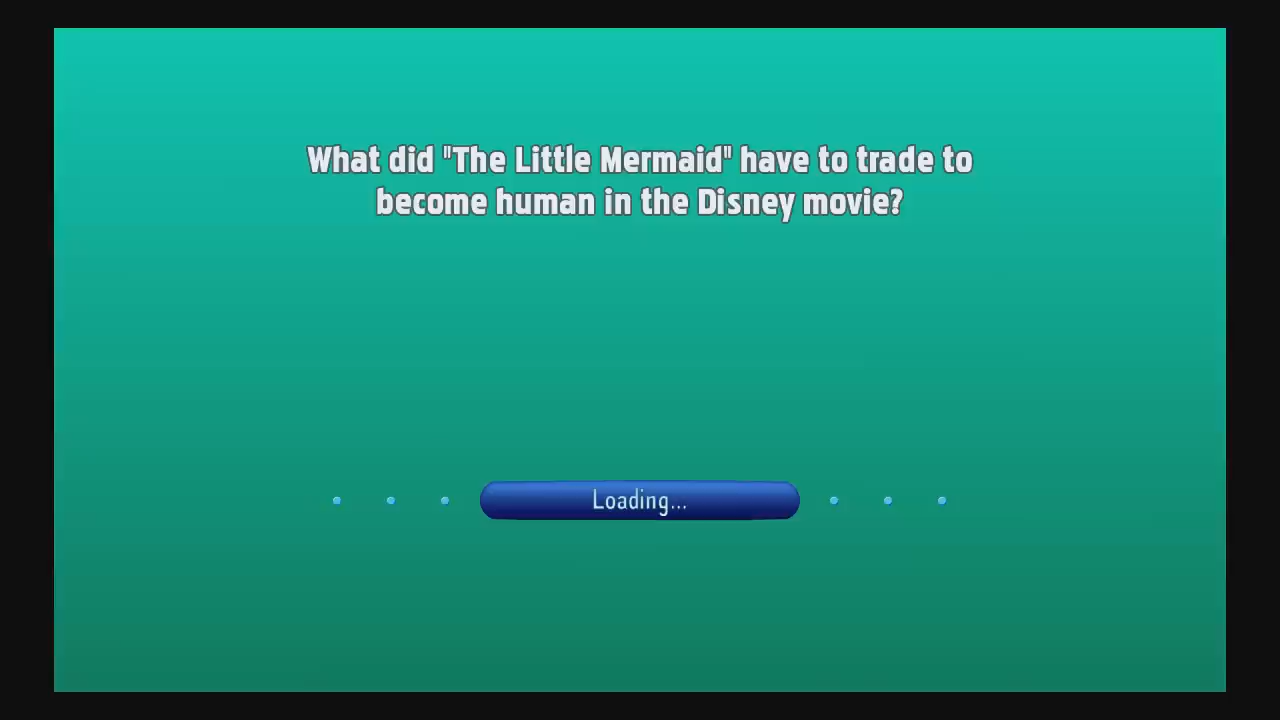 What did "The Little Mermaid" have to trade to
become human in the Disney movie?
Loading...